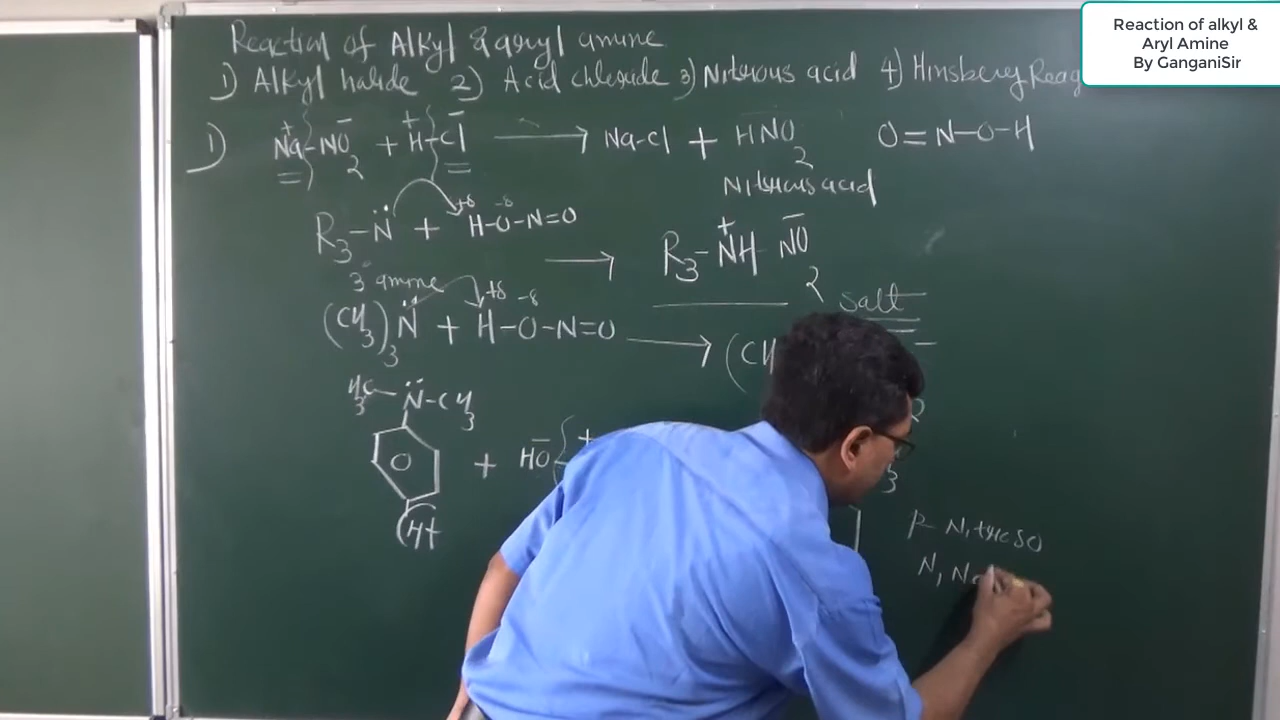 Reaction of alkyl &
Aryl Amine
By GanganiSir
Reaction of Alkyl & aryl amine
1) Alkyl halide 2) Acid chloride 3) Nitrous acid 4) Hinsberg Reag
1) Na⁺ NO₂⁻ + H⁺ Cl⁻ → Na-Cl + HNO₂ O=N-O-H
Nitrous acid
R₃-N̈ + H-O-N=O → R₃-N⁺H NO₂⁻
+δ -δ
3° amine
salt
(CH₃)₃N̈ + H-O-N=O → (CH
+δ -δ
H₃C-N̈-CH₃
+ HO⁻ +
3
H+
P- Nitroso
N,